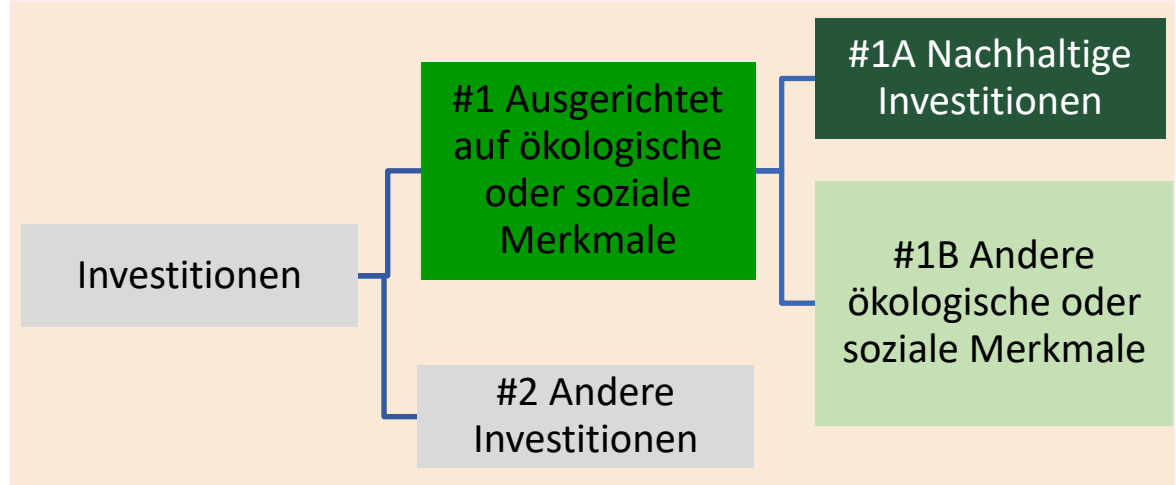 Investitionen
#1 Ausgerichtet
auf ökologische
oder soziale
Merkmale
#2 Andere
Investitionen
#1A Nachhaltige
Investitionen
#1B Andere
ökologische oder
soziale Merkmale